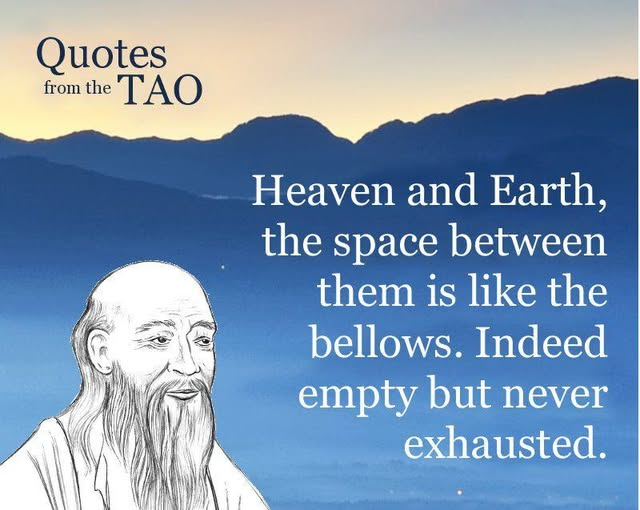 Quotes
from the TAO
Heaven and Earth,
the space between
them is like the
bellows. Indeed
empty but never
exhausted.